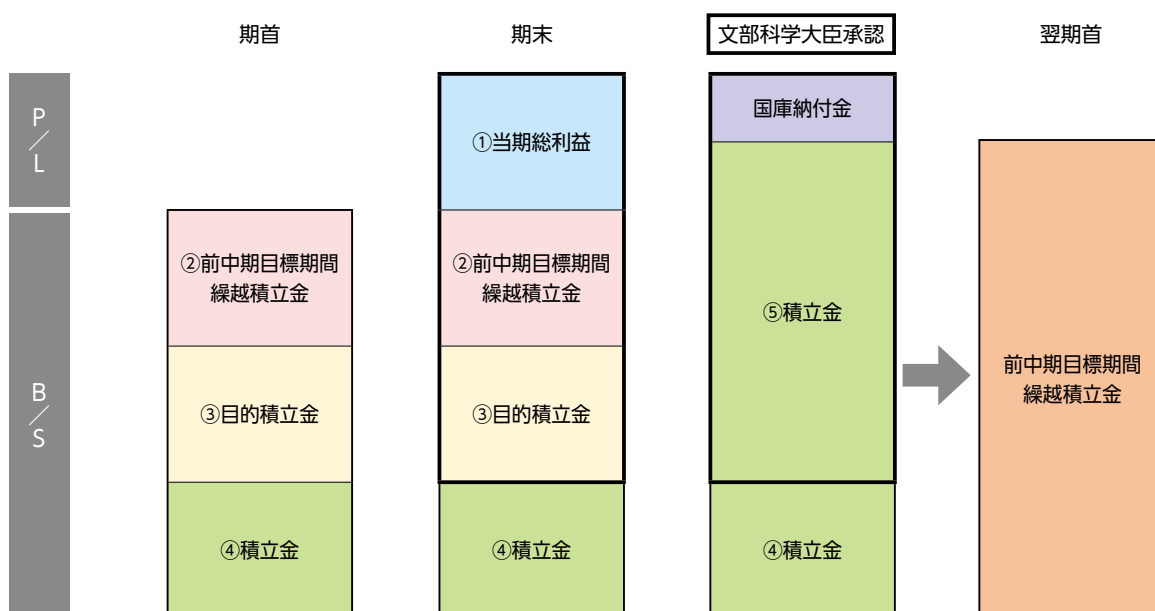 期首
期末
文部科学大臣承認
翌期首
P/L
B/S
②前中期目標期間
繰越積立金
③目的積立金
④積立金
①当期総利益
②前中期目標期間
繰越積立金
③目的積立金
④積立金
国庫納付金
⑤積立金
④積立金
前中期目標期間
繰越積立金